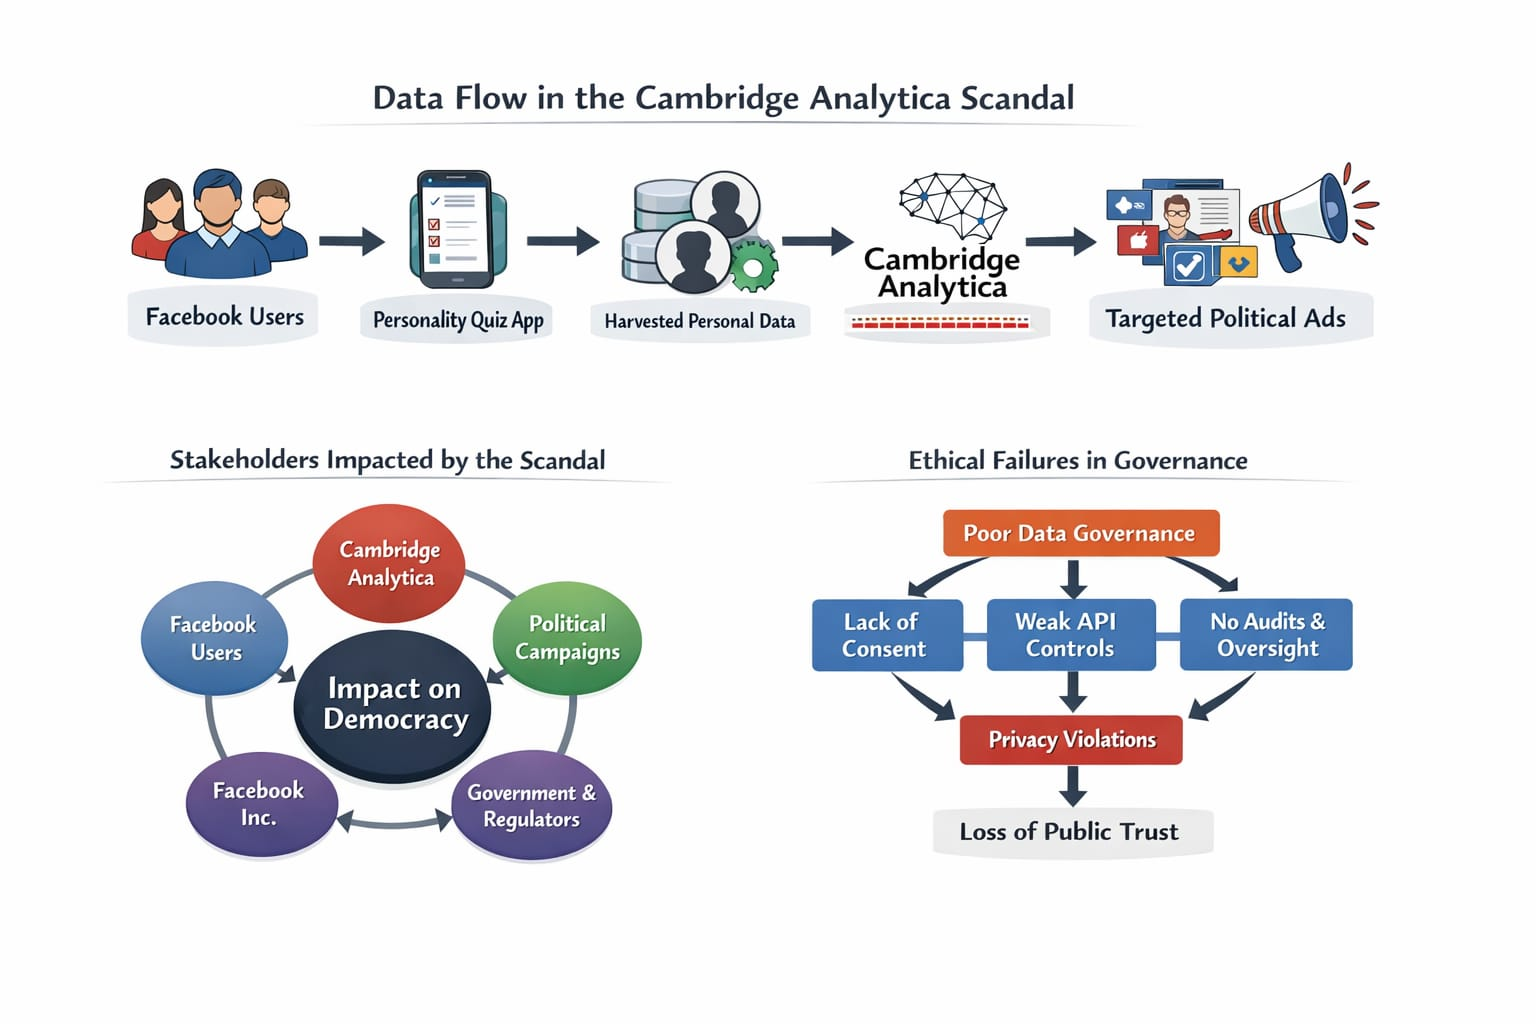 Data Flow in the Cambridge Analytica Scandal
Cambridge
Analytica
Facebook Users
Personality Quiz App
Harvested Personal Data
Targeted Political Ads
Stakeholders Impacted by the Scandal
Cambridge
Analytica
Facebook
Users
Political
Campaigns
Impact on
Democracy
Facebook
Inc.
Government &
Regulators
Ethical Failures in Governance
Poor Data Governance
Lack of
Consent
Weak API
Controls
No Audits &
Oversight
Privacy Violations
Loss of Public Trust